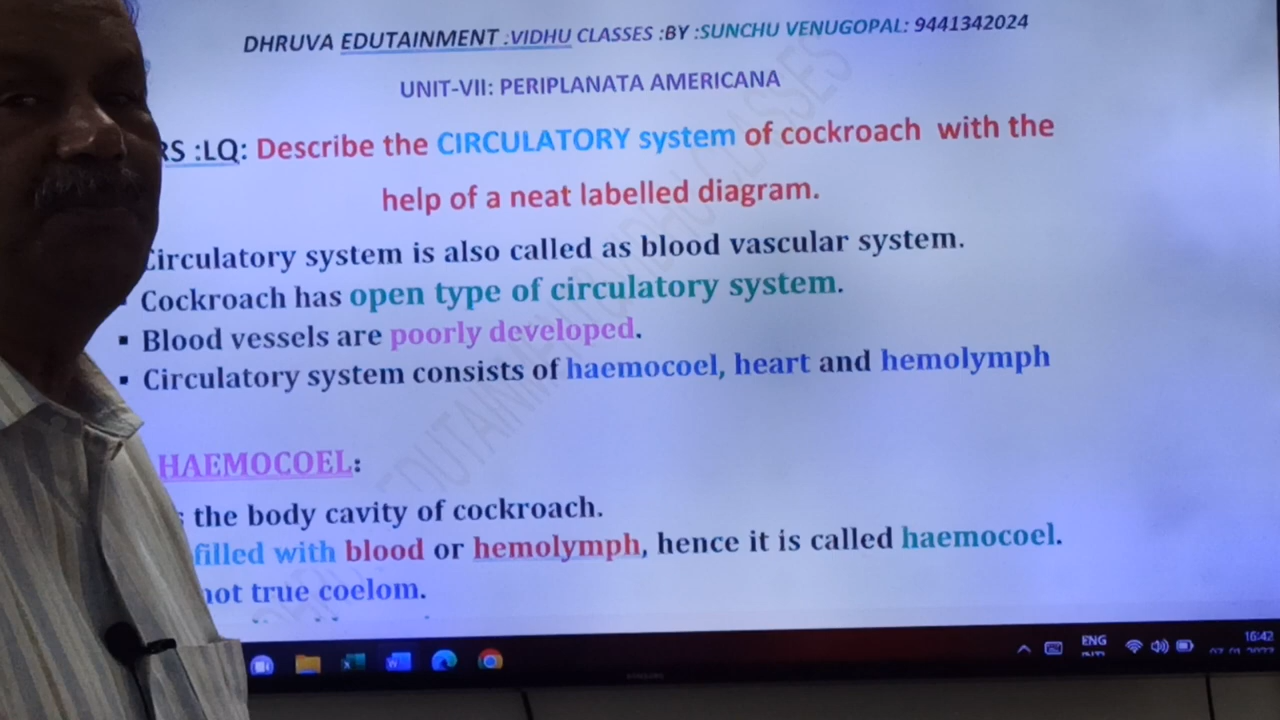 DHRUVA EDUTAINMENT :VIDHU CLASSES :BY :SUNCHU VENUGOPAL: 9441342024
UNIT-VII: PERIPLANATA AMERICANA
RS :LQ: Describe the CIRCULATORY system of cockroach with the
help of a neat labelled diagram.
Circulatory system is also called as blood vascular system.
▪ Cockroach has open type of circulatory system.
▪ Blood vessels are poorly developed.
▪ Circulatory system consists of haemocoel, heart and hemolymph
HAEMOCOEL:
the body cavity of cockroach.
filled with blood or hemolymph, hence it is called haemocoel.
not true coelom.
ENG
16:42